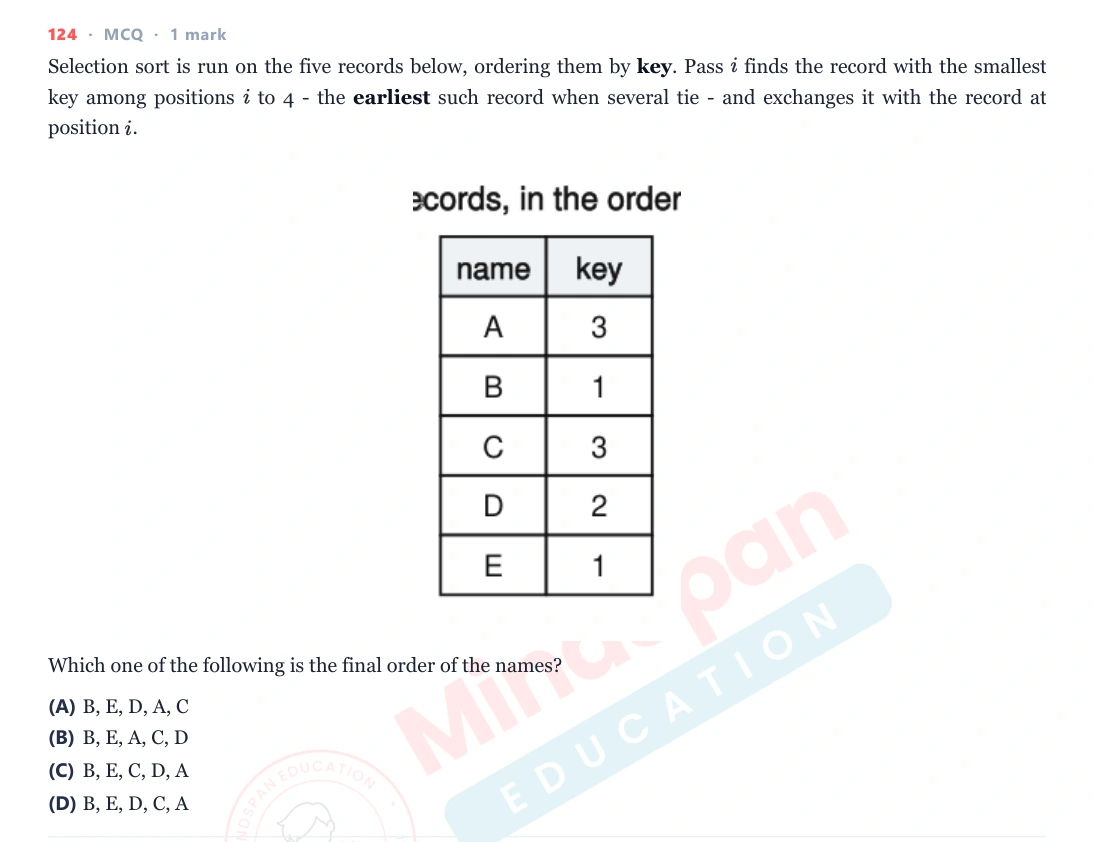 124 · MCQ · 1 mark
Selection sort is run on the five records below, ordering them by key. Pass i finds the record with the smallest
key among positions i to 4 - the earliest such record when several tie - and exchanges it with the record at
position i.
ecords, in the order
name key
A 3
B 1
C 3
D 2
E 1
Which one of the following is the final order of the names?
(A) B, E, D, A, C
(B) B, E, A, C, D
(C) B, E, C, D, A
(D) B, E, D, C, A
Mindspan
EDUCATION
NDSPAN EDUCATION